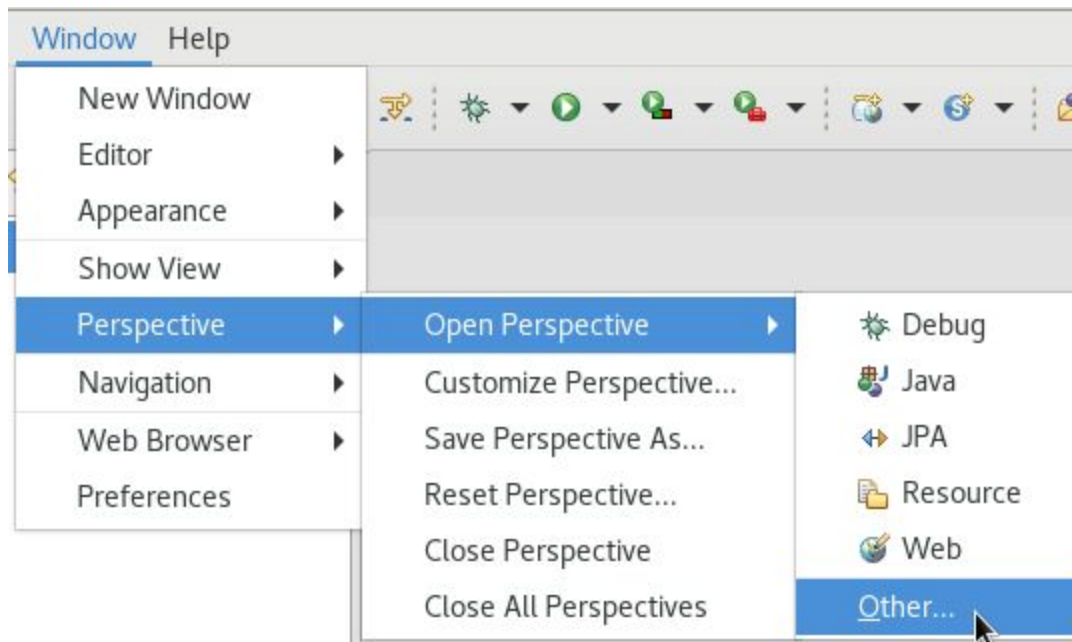 Window Help
New Window
Editor
Appearance
Show View
Perspective
Navigation
Web Browser
Preferences
Open Perspective
Customize Perspective...
Save Perspective As...
Reset Perspective...
Close Perspective
Close All Perspectives
Debug
Java
JPA
Resource
Web
Other...